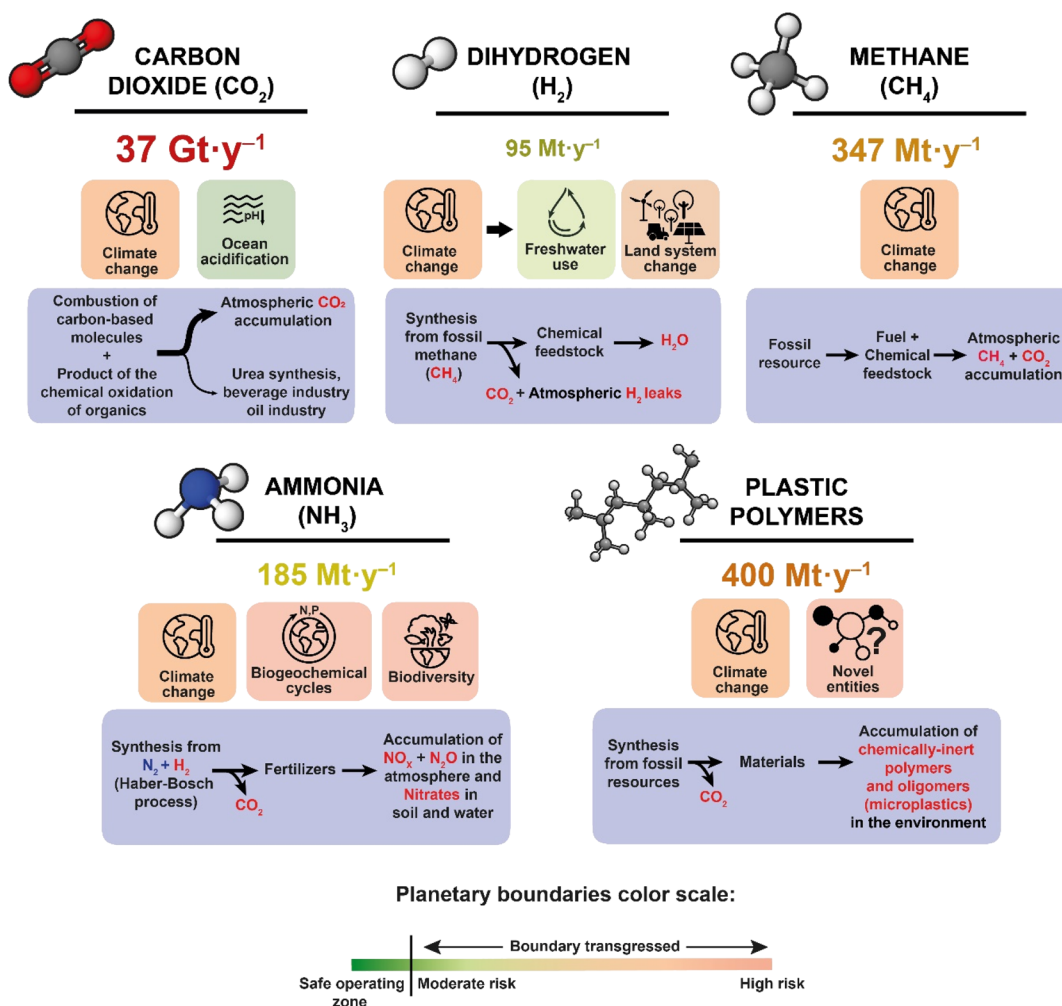 CARBON
DIOXIDE (CO₂)
37 Gt·y⁻¹
Climate
change
pH
Ocean
acidification
Combustion of
carbon-based
molecules
+
Product of the
chemical oxidation
of organics
Atmospheric CO₂
accumulation
Urea synthesis,
beverage industry
oil industry
DIHYDROGEN
(H₂)
95 Mt·y⁻¹
Climate
change
Freshwater
use
Land system
change
Synthesis
from fossil
methane
(CH₄)
Chemical
feedstock
H₂O
CO₂ + Atmospheric H₂ leaks
METHANE
(CH₄)
347 Mt·y⁻¹
Climate
change
Fossil
resource
Fuel +
Chemical
feedstock
Atmospheric
CH₄ + CO₂
accumulation
AMMONIA
(NH₃)
185 Mt·y⁻¹
Climate
change
N,P
Biogeochemical
cycles
Biodiversity
Synthesis from
N₂ + H₂
(Haber-Bosch
process)
CO₂
Fertilizers
Accumulation of
NOₓ + N₂O in the
atmosphere and
Nitrates in
soil and water
PLASTIC
POLYMERS
400 Mt·y⁻¹
Climate
change
?
Novel
entities
Synthesis
from fossil
resources
CO₂
Materials
Accumulation of
chemically-inert
polymers
and oligomers
(microplastics)
in the environment
Planetary boundaries color scale:
Boundary transgressed
Safe operating
zone
Moderate risk
High risk